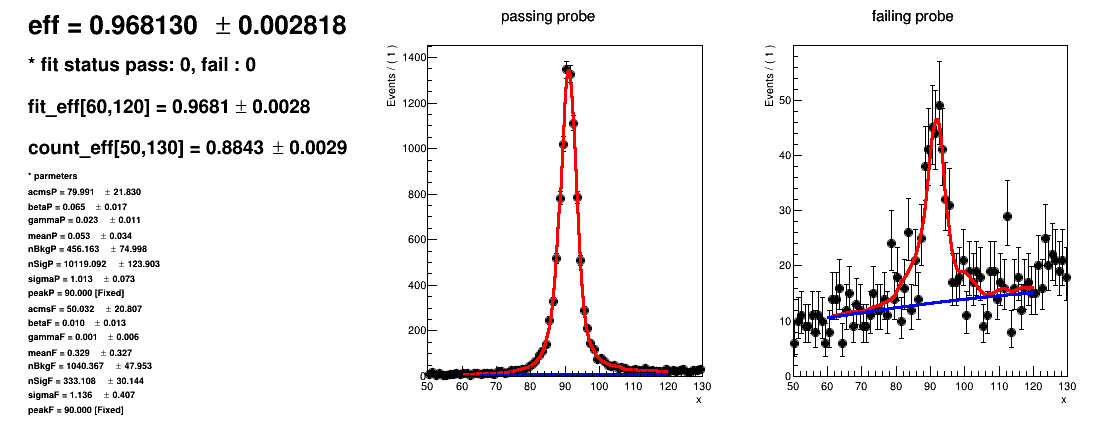 eff = 0.968130 ± 0.002818
* fit status pass: 0, fail : 0
fit_eff[60,120] = 0.9681 ± 0.0028
count_eff[50,130] = 0.8843 ± 0.0029
* parmeters
acmsP = 79.991 ± 21.830
betaP = 0.065 ± 0.017
gammaP = 0.023 ± 0.011
meanP = 0.053 ± 0.034
nBkgP = 456.163 ± 74.998
nSigP = 10119.092 ± 123.903
sigmaP = 1.013 ± 0.073
peakP = 90.000 [Fixed]
acmsF = 50.032 ± 20.807
betaF = 0.010 ± 0.013
gammaF = 0.001 ± 0.006
meanF = 0.329 ± 0.327
nBkgF = 1040.367 ± 47.953
nSigF = 333.108 ± 30.144
sigmaF = 1.136 ± 0.407
peakF = 90.000 [Fixed]
passing probe
Events / ( 1 )
1400
1200
1000
800
600
400
200
0
50 60 70 80 90 100 110 120 130
x
failing probe
Events / ( 1 )
50
40
30
20
10
0
50 60 70 80 90 100 110 120 130
x